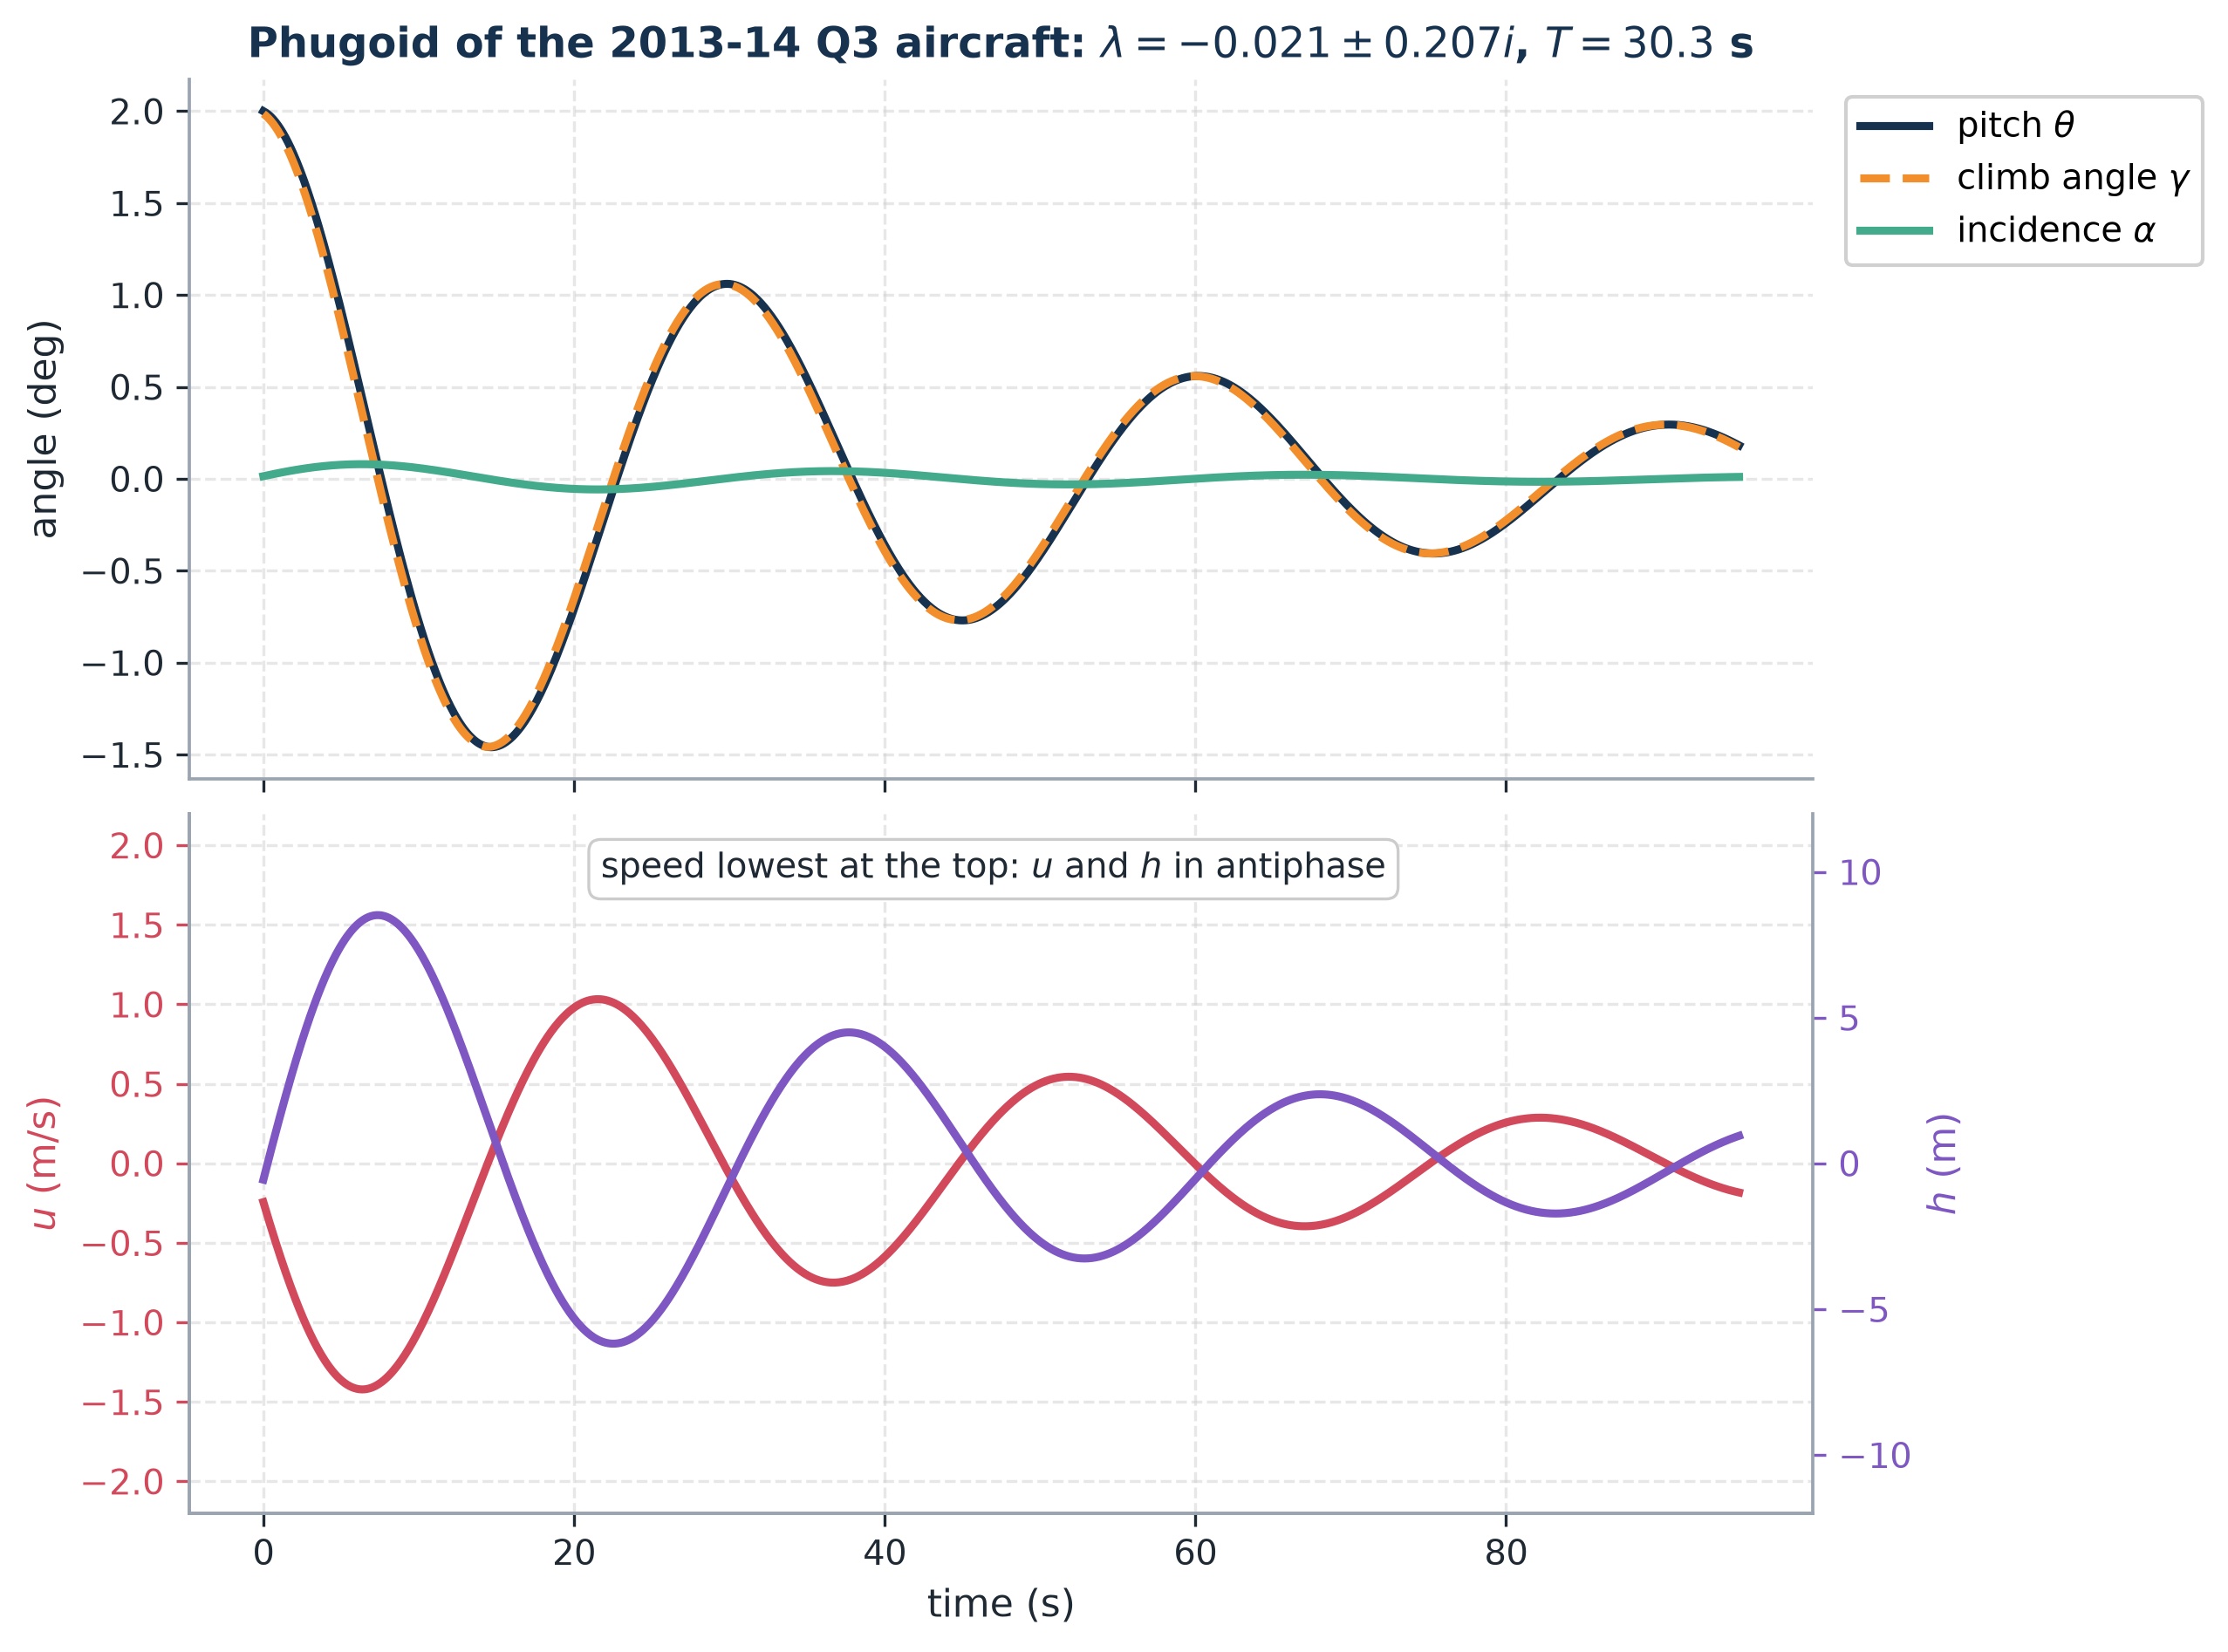 Phugoid of the 2013-14 Q3 aircraft: λ = −0.021 ± 0.207i, T = 30.3 s
2.0
1.5
1.0
0.5
0.0
−0.5
−1.0
−1.5
angle (deg)
pitch θ
climb angle γ
incidence α
speed lowest at the top: u and h in antiphase
2.0
1.5
1.0
0.5
0.0
−0.5
−1.0
−1.5
−2.0
u (m/s)
10
5
0
−5
−10
h (m)
0 20 40 60 80
time (s)